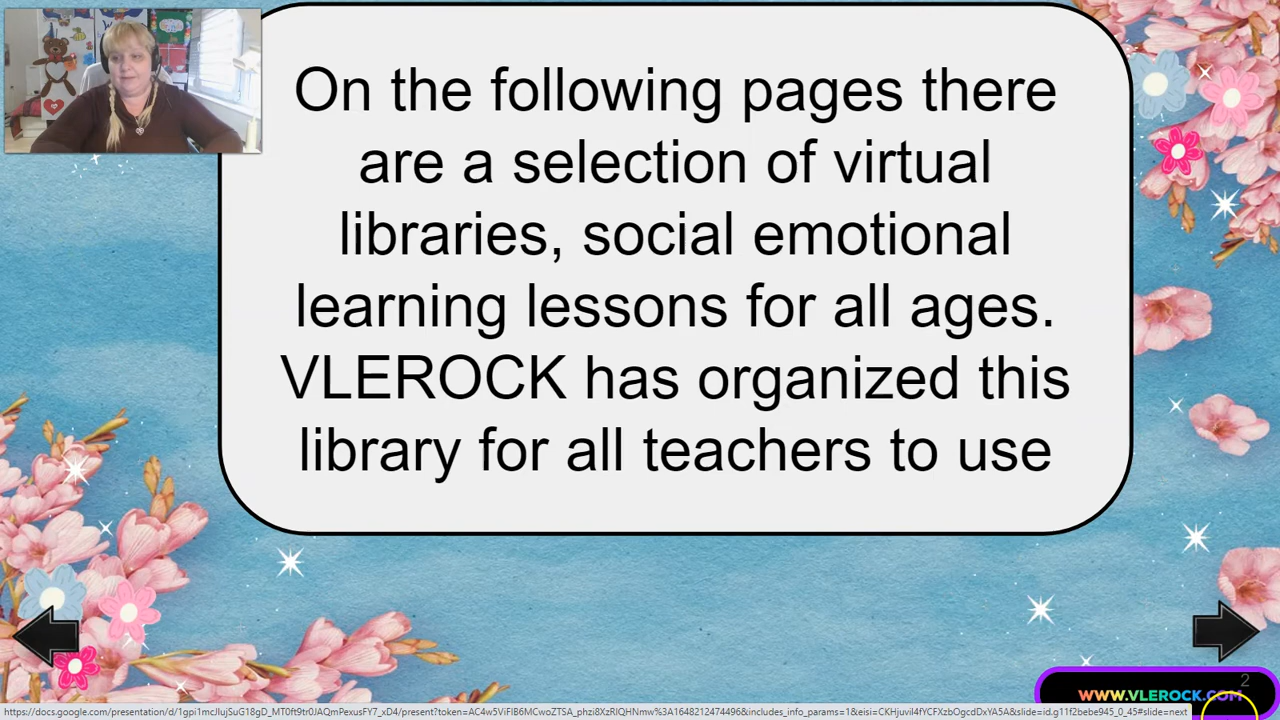 On the following pages there
are a selection of virtual
libraries, social emotional
learning lessons for all ages.
VLEROCK has organized this
library for all teachers to use
2
WWW.VLEROCK.COM